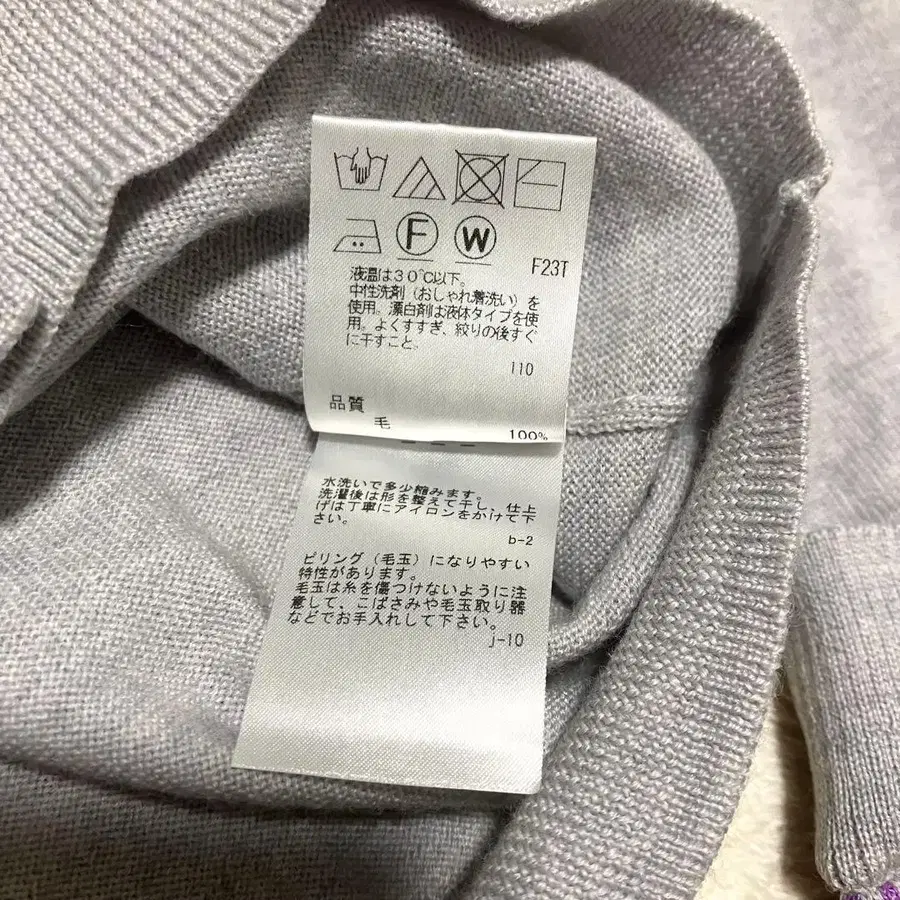 F W
F23T
液温は30℃以下。
中性洗剤(おしゃれ着洗い)を
使用。漂白剤は液体タイプを使
用。よくすすぎ、絞りの後すぐ
に干すこと。
110
品質
毛 100%
水洗いで多少縮みます。
洗濯後は形を整えて干し、仕上
げは丁寧にアイロンをかけて下
さい。
b-2
ピリング(毛玉)になりやすい
特性があります。
毛玉は糸を傷つけないように注
意して、こばさみや毛玉取り器
などでお手入れして下さい。
j-10